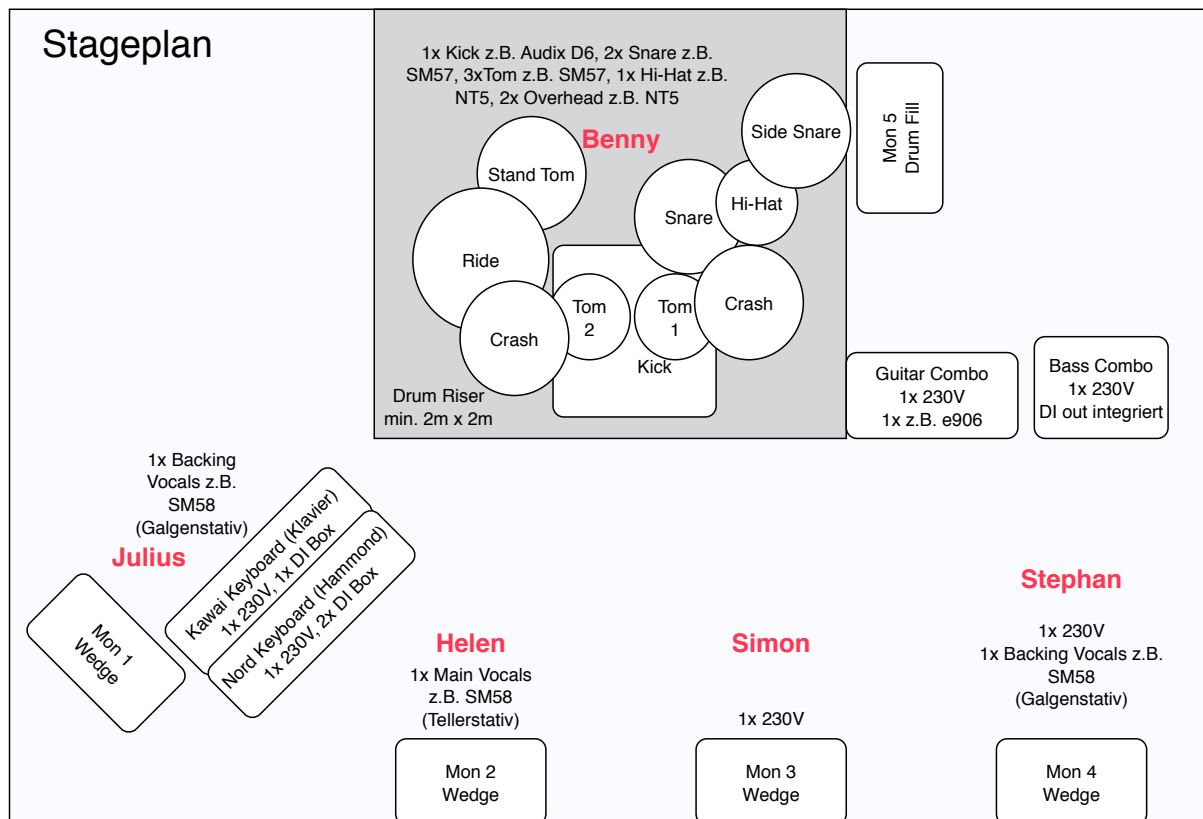 Stageplan
1x Kick z.B. Audix D6, 2x Snare z.B.
SM57, 3xTom z.B. SM57, 1x Hi-Hat z.B.
NT5, 2x Overhead z.B. NT5
Benny
Side Snare
Mon 5
Drum Fill
Stand Tom
Hi-Hat
Snare
Ride
Tom
2
Tom
1
Crash
Crash
Kick
Drum Riser
min. 2m x 2m
Guitar Combo
1x 230V
1x z.B. e906
Bass Combo
1x 230V
DI out integriert
1x Backing
Vocals z.B.
SM58
(Galgenstativ)
Julius
Kawai Keyboard (Klavier)
1x 230V, 1x DI Box
Nord Keyboard (Hammond)
1x 230V, 2x DI Box
Mon 1
Wedge
Helen
1x Main Vocals
z.B. SM58
(Tellerstativ)
Mon 2
Wedge
Simon
1x 230V
Mon 3
Wedge
Stephan
1x 230V
1x Backing Vocals z.B.
SM58
(Galgenstativ)
Mon 4
Wedge